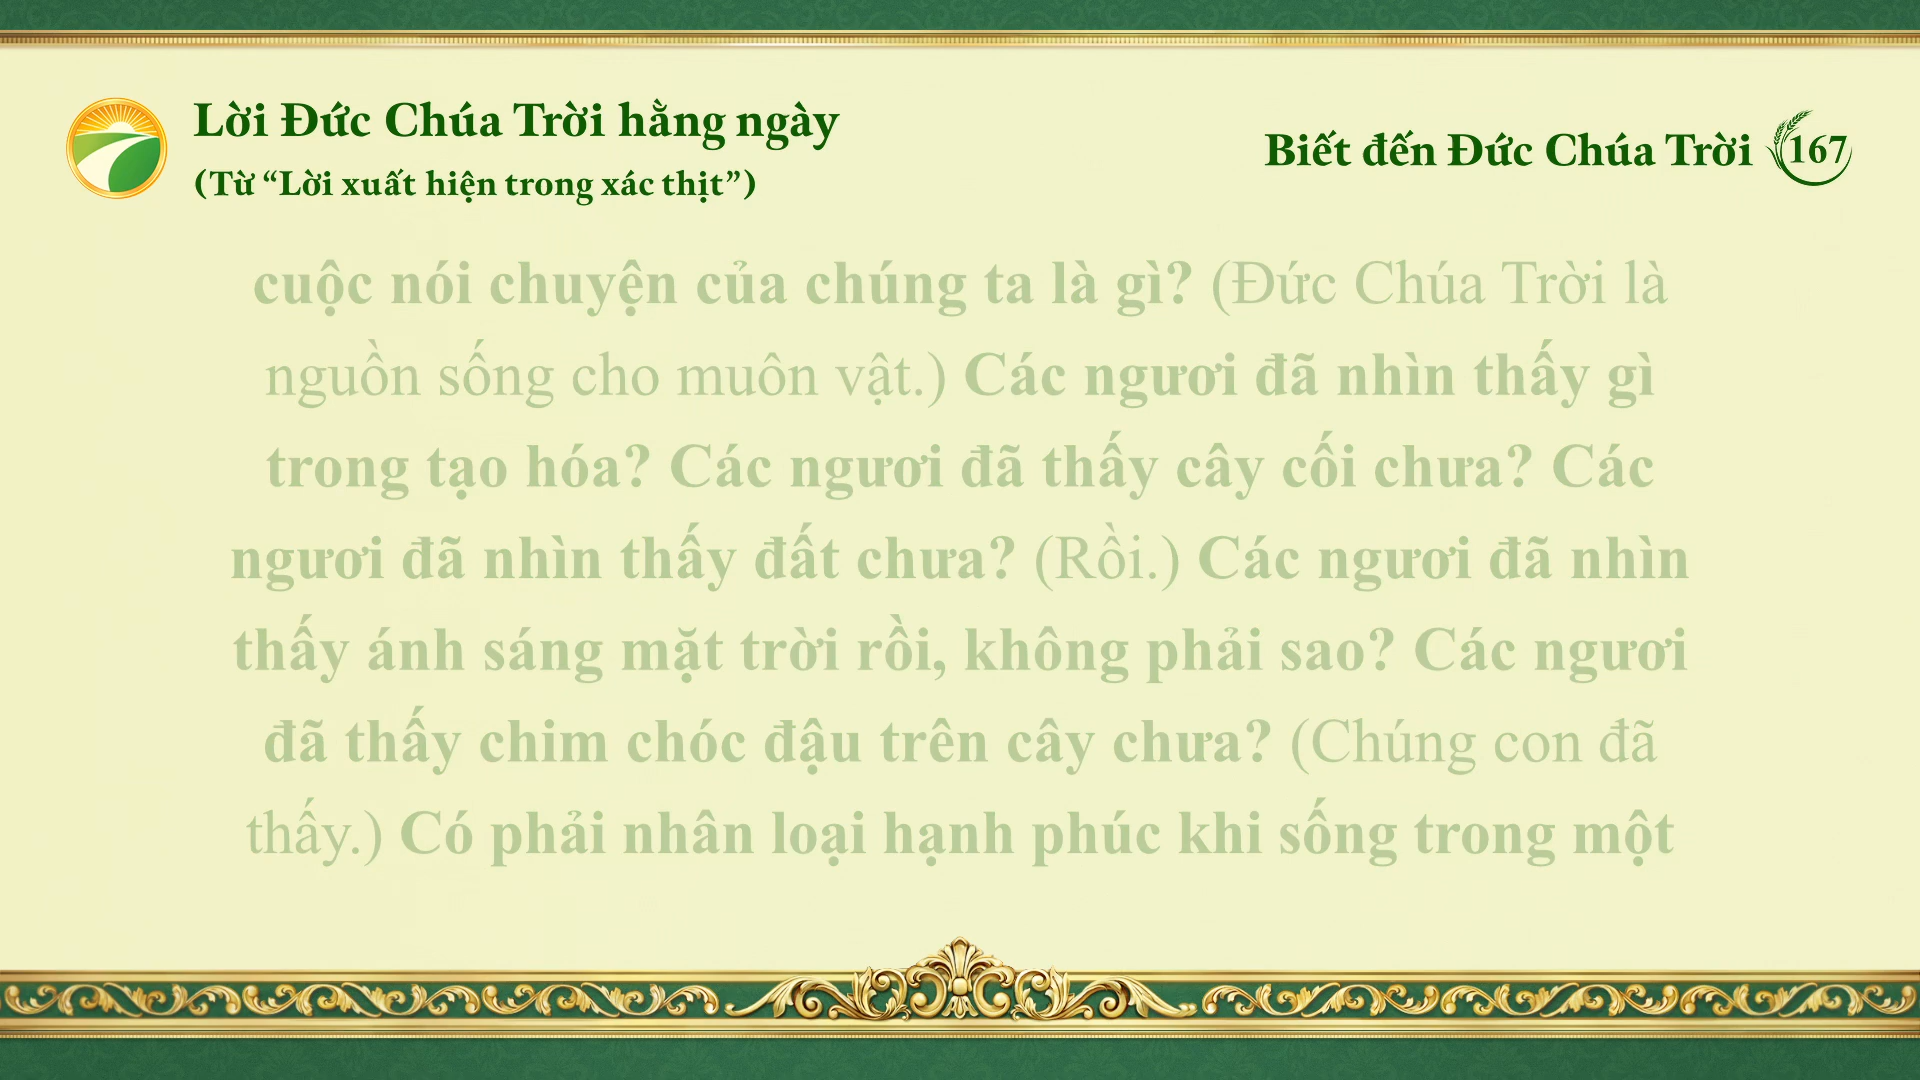 Lời Đức Chúa Trời hằng ngày
(Từ “Lời xuất hiện trong xác thịt”)
Biết đến Đức Chúa Trời 167
cuộc nói chuyện của chúng ta là gì? (Đức Chúa Trời là
nguồn sống cho muôn vật.) Các ngươi đã nhìn thấy gì
trong tạo hóa? Các ngươi đã thấy cây cối chưa? Các
ngươi đã nhìn thấy đất chưa? (Rồi.) Các ngươi đã nhìn
thấy ánh sáng mặt trời rồi, không phải sao? Các ngươi
đã thấy chim chóc đậu trên cây chưa? (Chúng con đã
thấy.) Có phải nhân loại hạnh phúc khi sống trong một